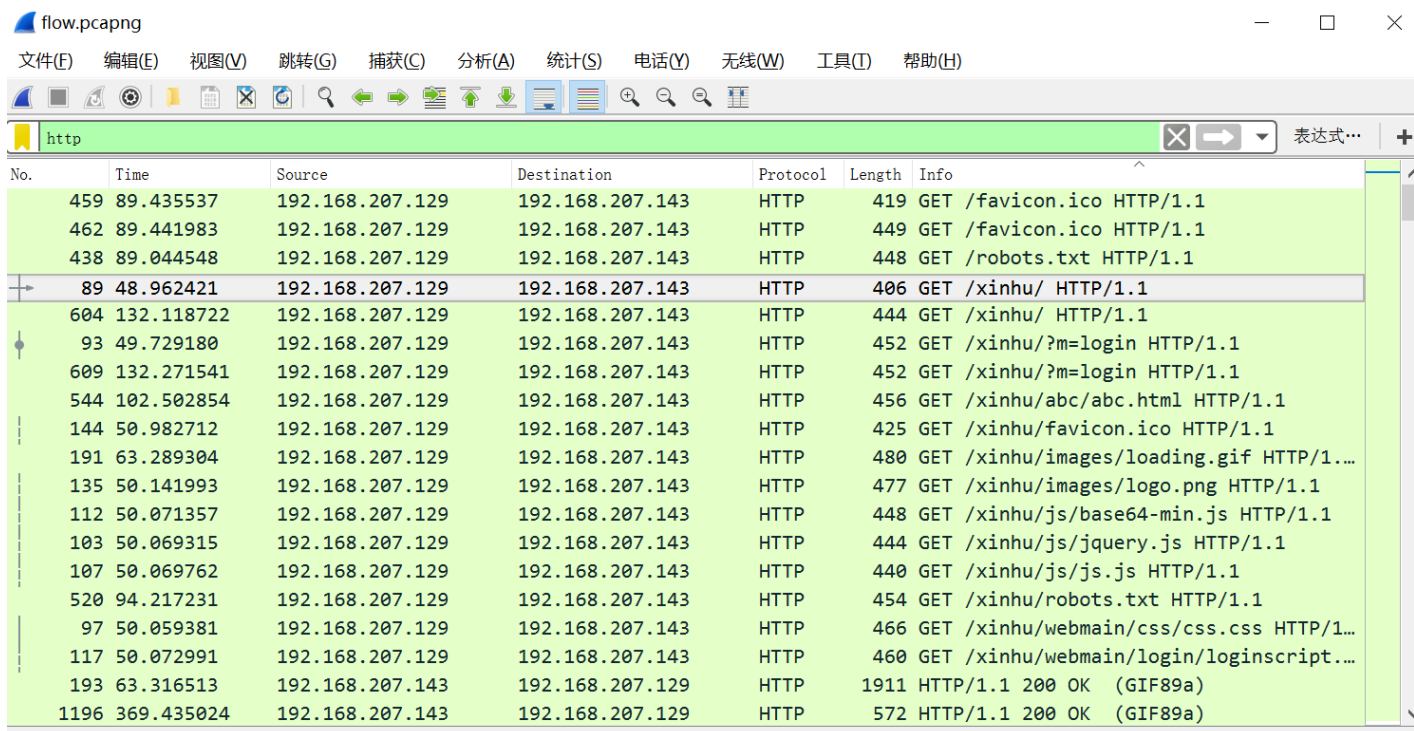 flow.pcapng
文件(F) 编辑(E) 视图(V) 跳转(G) 捕获(C) 分析(A) 统计(S) 电话(Y) 无线(W) 工具(T) 帮助(H)
http 表达式… +
No. Time Source Destination Protocol Length Info
459 89.435537 192.168.207.129 192.168.207.143 HTTP 419 GET /favicon.ico HTTP/1.1
462 89.441983 192.168.207.129 192.168.207.143 HTTP 449 GET /favicon.ico HTTP/1.1
438 89.044548 192.168.207.129 192.168.207.143 HTTP 448 GET /robots.txt HTTP/1.1
89 48.962421 192.168.207.129 192.168.207.143 HTTP 406 GET /xinhu/ HTTP/1.1
604 132.118722 192.168.207.129 192.168.207.143 HTTP 444 GET /xinhu/ HTTP/1.1
93 49.729180 192.168.207.129 192.168.207.143 HTTP 452 GET /xinhu/?m=login HTTP/1.1
609 132.271541 192.168.207.129 192.168.207.143 HTTP 452 GET /xinhu/?m=login HTTP/1.1
544 102.502854 192.168.207.129 192.168.207.143 HTTP 456 GET /xinhu/abc/abc.html HTTP/1.1
144 50.982712 192.168.207.129 192.168.207.143 HTTP 425 GET /xinhu/favicon.ico HTTP/1.1
191 63.289304 192.168.207.129 192.168.207.143 HTTP 480 GET /xinhu/images/loading.gif HTTP/1.…
135 50.141993 192.168.207.129 192.168.207.143 HTTP 477 GET /xinhu/images/logo.png HTTP/1.1
112 50.071357 192.168.207.129 192.168.207.143 HTTP 448 GET /xinhu/js/base64-min.js HTTP/1.1
103 50.069315 192.168.207.129 192.168.207.143 HTTP 444 GET /xinhu/js/jquery.js HTTP/1.1
107 50.069762 192.168.207.129 192.168.207.143 HTTP 440 GET /xinhu/js/js.js HTTP/1.1
520 94.217231 192.168.207.129 192.168.207.143 HTTP 454 GET /xinhu/robots.txt HTTP/1.1
97 50.059381 192.168.207.129 192.168.207.143 HTTP 466 GET /xinhu/webmain/css/css.css HTTP/1…
117 50.072991 192.168.207.129 192.168.207.143 HTTP 460 GET /xinhu/webmain/login/loginscript.…
193 63.316513 192.168.207.143 192.168.207.129 HTTP 1911 HTTP/1.1 200 OK (GIF89a)
1196 369.435024 192.168.207.143 192.168.207.129 HTTP 572 HTTP/1.1 200 OK (GIF89a)